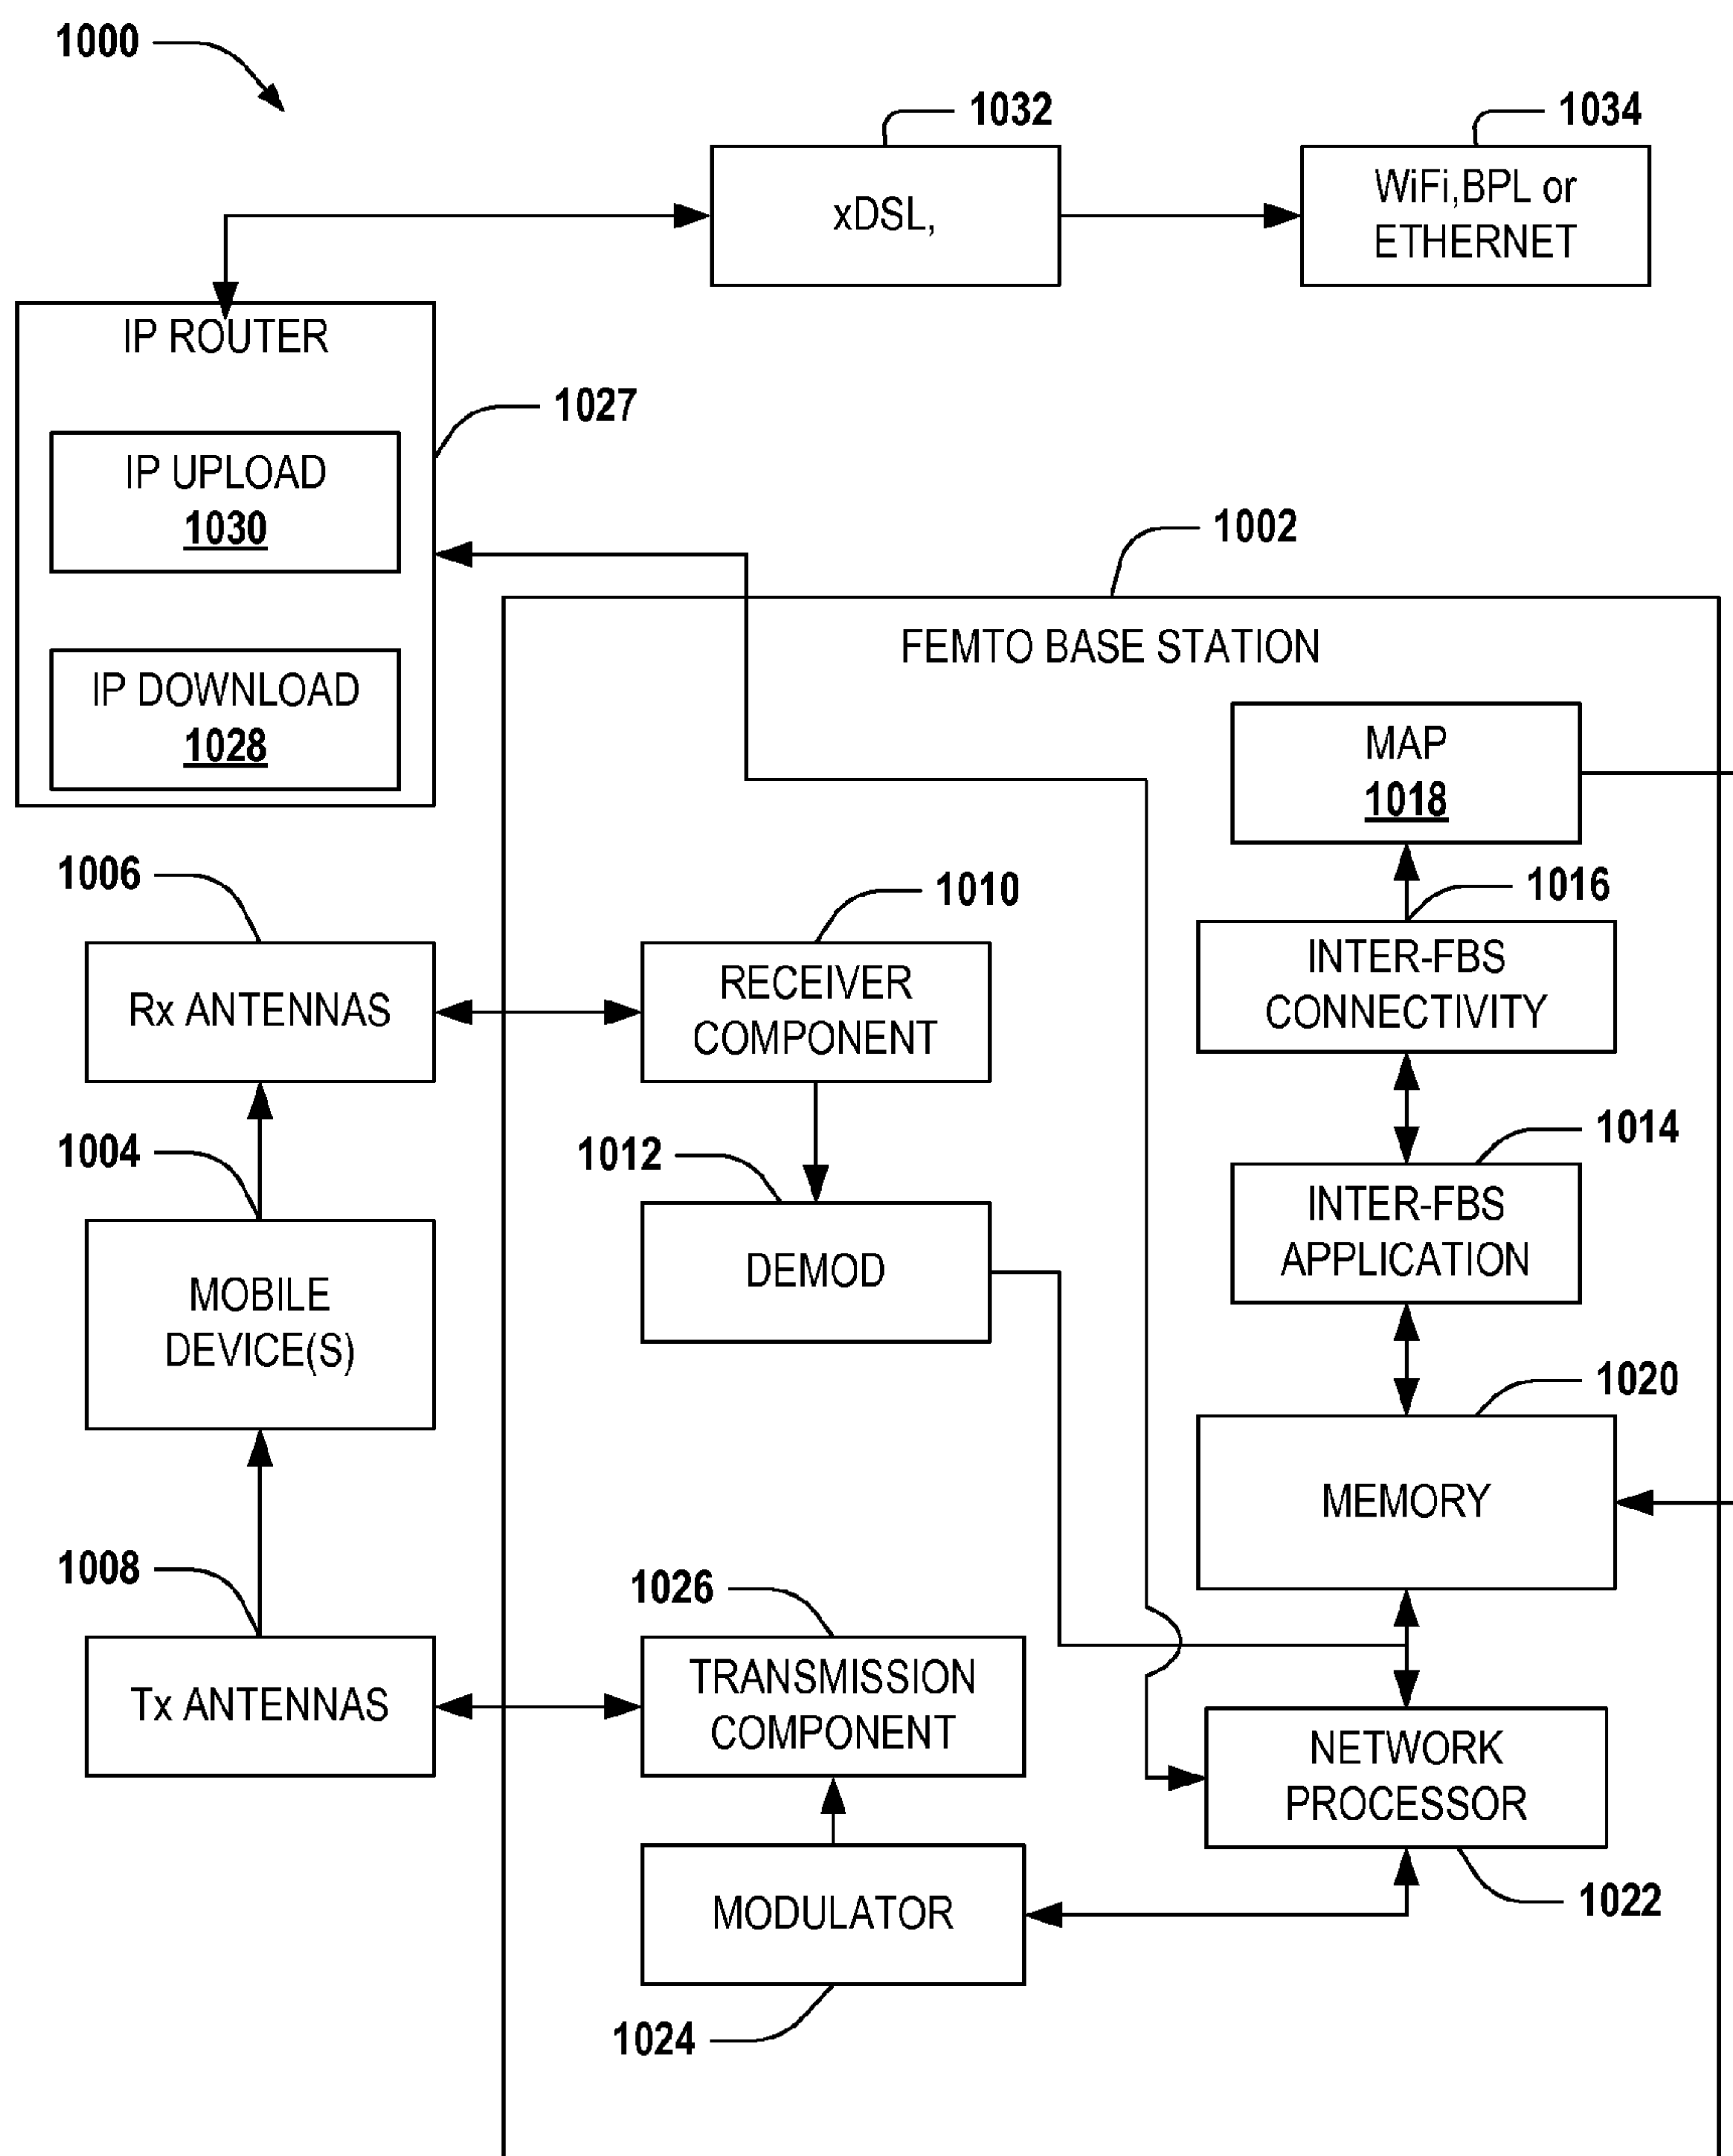 1000
1032
1034
xDSL,
WiFi,BPL or
ETHERNET
IP ROUTER
1027
IP UPLOAD
1030
1002
FEMTO BASE STATION
IP DOWNLOAD
1028
MAP
1018
1006
1010
1016
Rx ANTENNAS
RECEIVER
COMPONENT
INTER-FBS
CONNECTIVITY
1004
1012
1014
MOBILE
DEVICE(S)
DEMOD
INTER-FBS
APPLICATION
1020
MEMORY
1008
1026
Tx ANTENNAS
TRANSMISSION
COMPONENT
NETWORK
PROCESSOR
MODULATOR
1022
1024